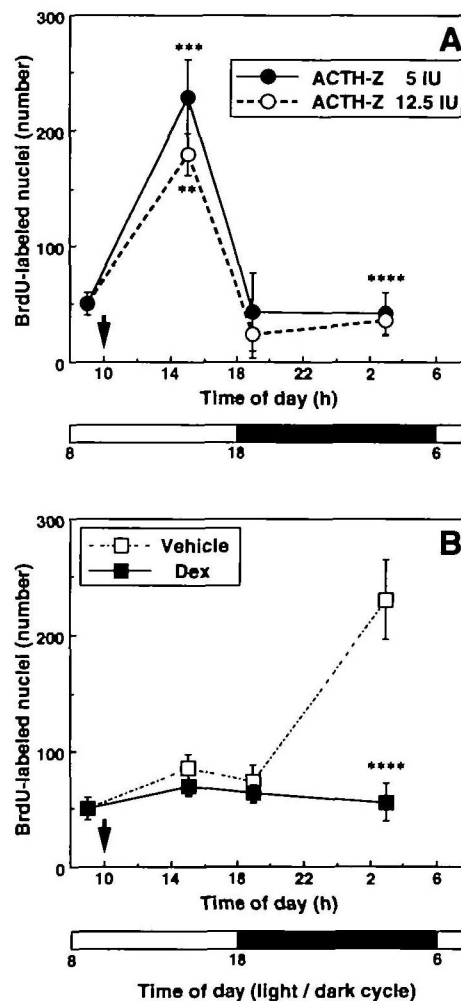 A
300
***
ACTH-Z 5 IU
ACTH-Z 12.5 IU
200
**
100
****
0
BrdU-labeled nuclei (number)
10 14 18 22 2 6
Time of day (h)
8 18 6
B
300
Vehicle
Dex
200
100
****
0
BrdU-labeled nuclei (number)
10 14 18 22 2 6
Time of day (h)
8 18 6
Time of day (light / dark cycle)